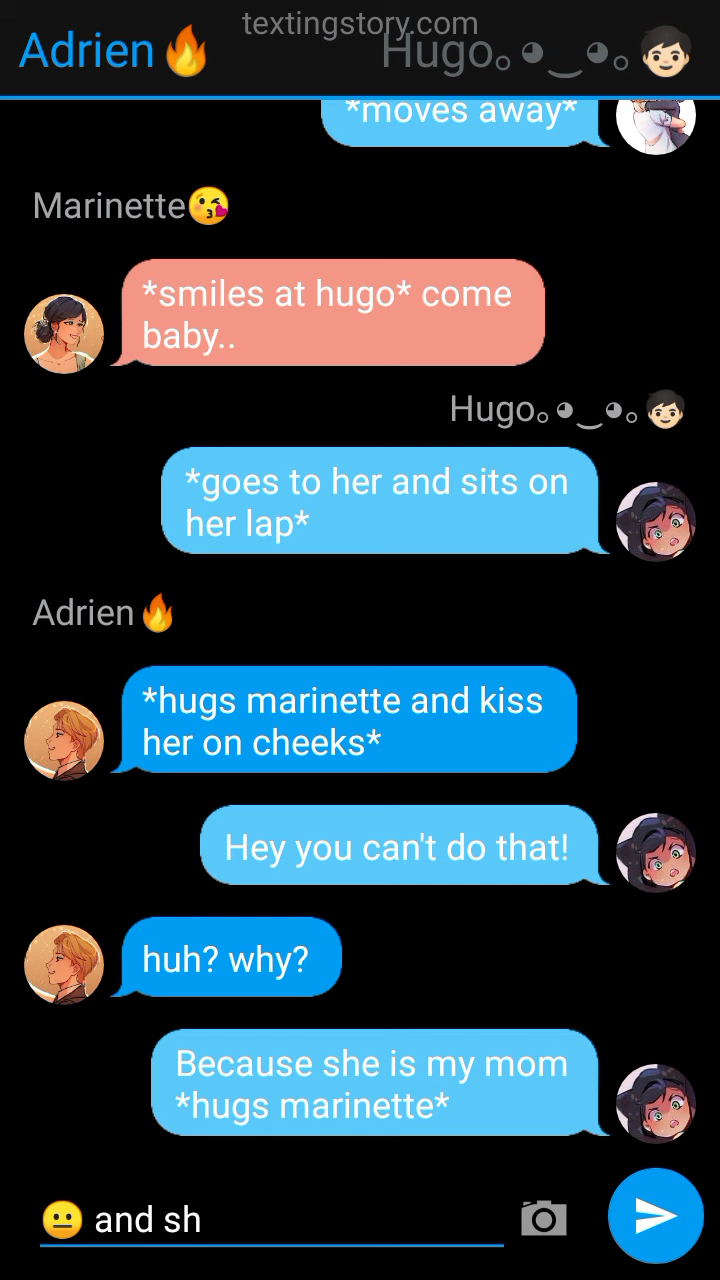 textingstory.com
Adrien🔥 Hugo｡◕‿◕｡👦🏻
*moves away*
Marinette😘
*smiles at hugo* come
baby..
Hugo｡◕‿◕｡👦🏻
*goes to her and sits on
her lap*
Adrien🔥
*hugs marinette and kiss
her on cheeks*
Hey you can't do that!
huh? why?
Because she is my mom
*hugs marinette*
😐 and sh